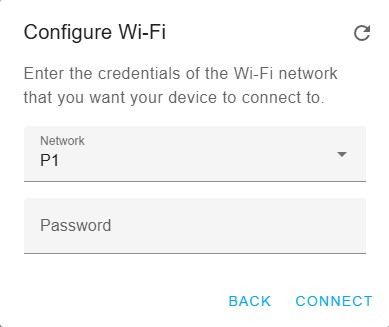 Configure Wi-Fi
Enter the credentials of the Wi-Fi network
that you want your device to connect to.
Network
P1
Password
BACK CONNECT